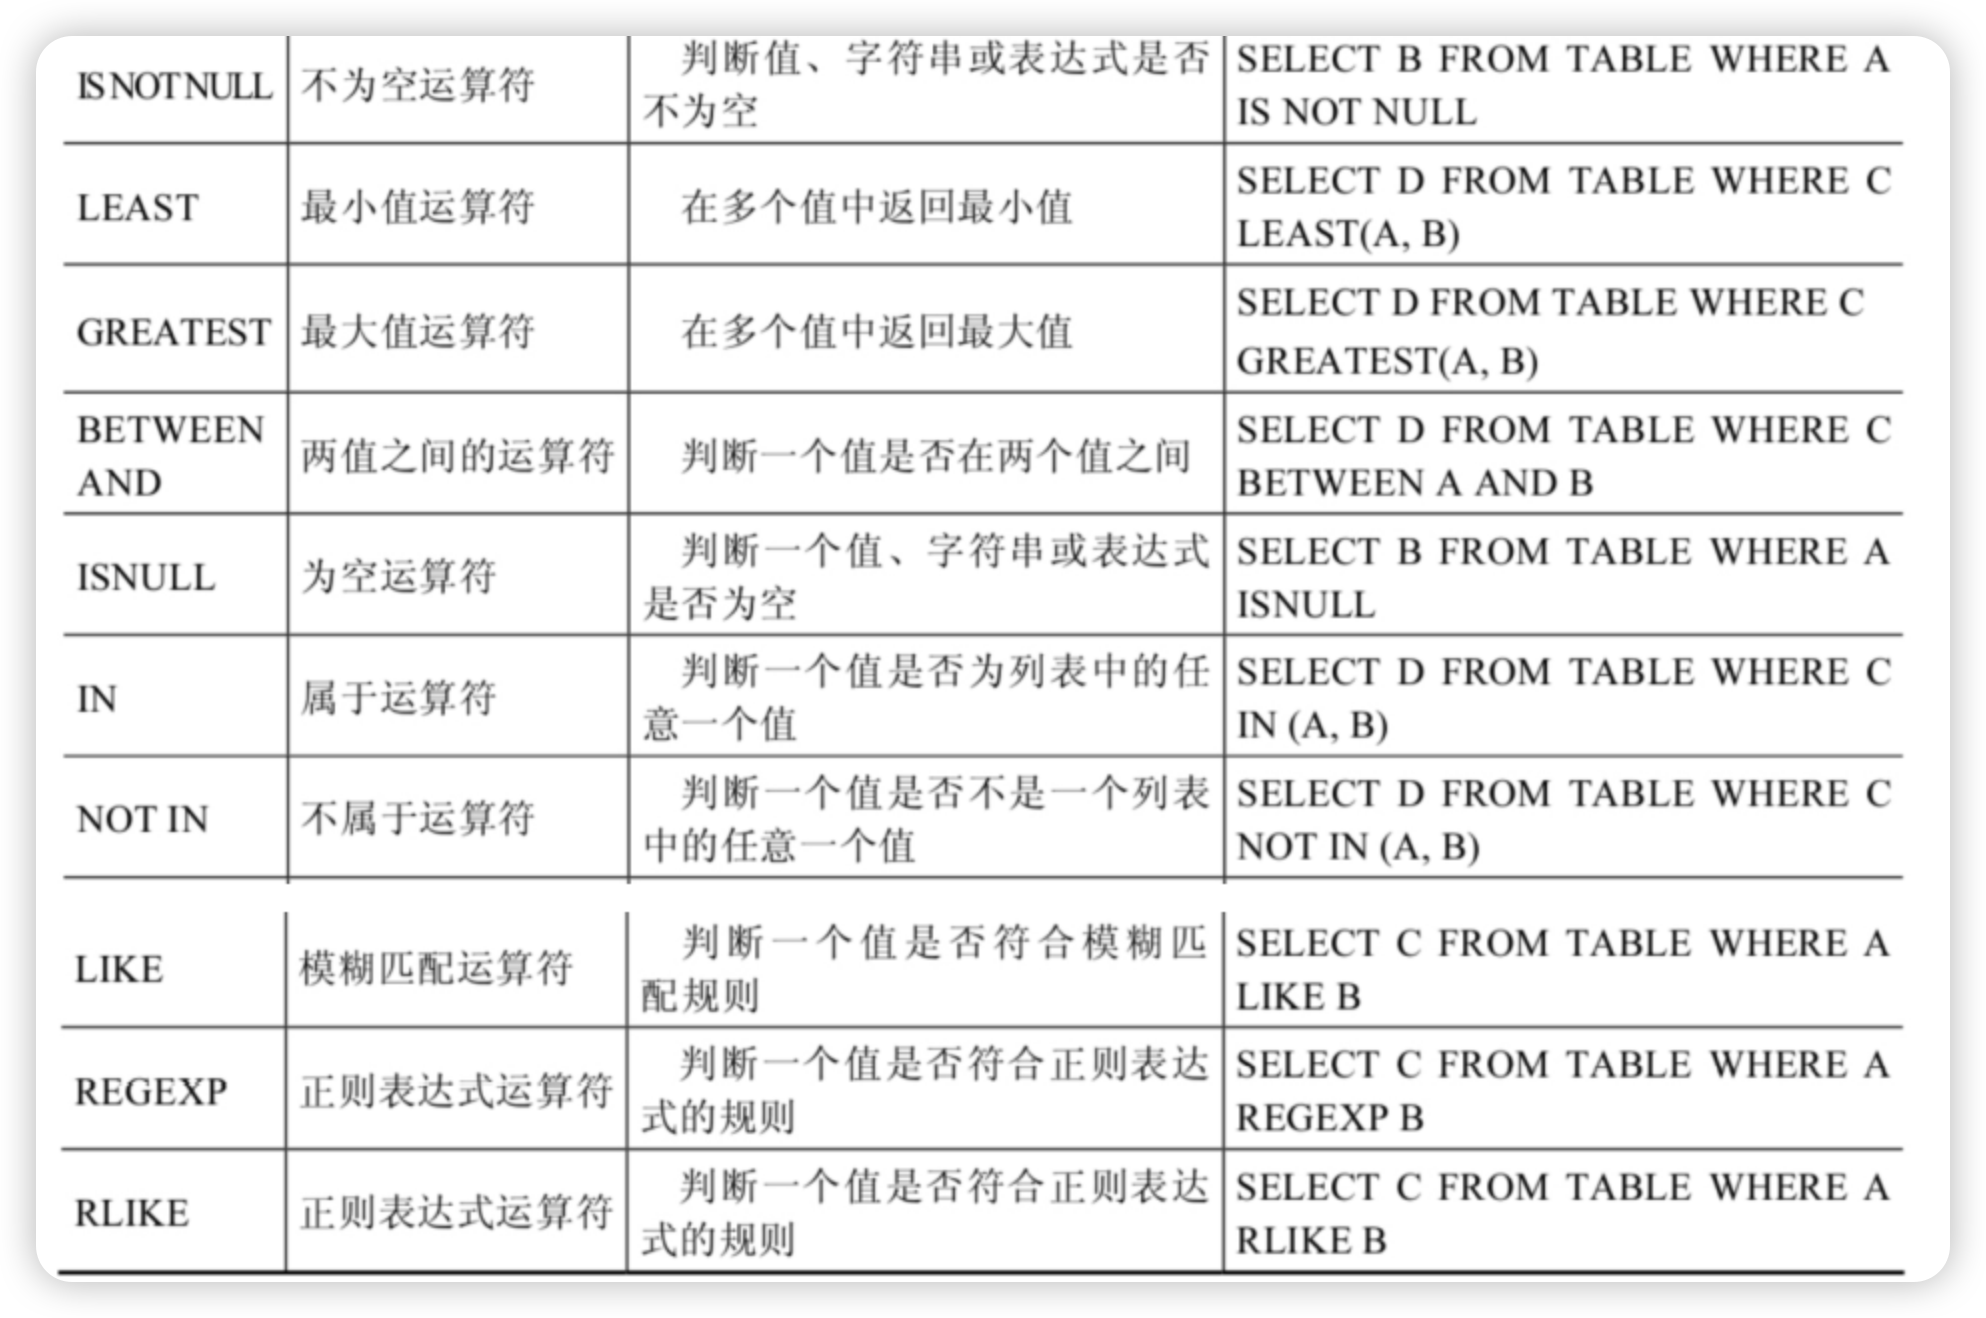 IS NOT NULL
不为空运算符
判断值、字符串或表达式是否
不为空
SELECT B FROM TABLE WHERE A
IS NOT NULL
LEAST
最小值运算符
在多个值中返回最小值
SELECT D FROM TABLE WHERE C
LEAST(A, B)
GREATEST
最大值运算符
在多个值中返回最大值
SELECT D FROM TABLE WHERE C
GREATEST(A, B)
BETWEEN
AND
两值之间的运算符
判断一个值是否在两个值之间
SELECT D FROM TABLE WHERE C
BETWEEN A AND B
ISNULL
为空运算符
判断一个值、字符串或表达式
是否为空
SELECT B FROM TABLE WHERE A
ISNULL
IN
属于运算符
判断一个值是否为列表中的任
意一个值
SELECT D FROM TABLE WHERE C
IN (A, B)
NOT IN
不属于运算符
判断一个值是否不是一个列表
中的任意一个值
SELECT D FROM TABLE WHERE C
NOT IN (A, B)
LIKE
模糊匹配运算符
判断一个值是否符合模糊匹
配规则
SELECT C FROM TABLE WHERE A
LIKE B
REGEXP
正则表达式运算符
判断一个值是否符合正则表达
式的规则
SELECT C FROM TABLE WHERE A
REGEXP B
RLIKE
正则表达式运算符
判断一个值是否符合正则表达
式的规则
SELECT C FROM TABLE WHERE A
RLIKE B